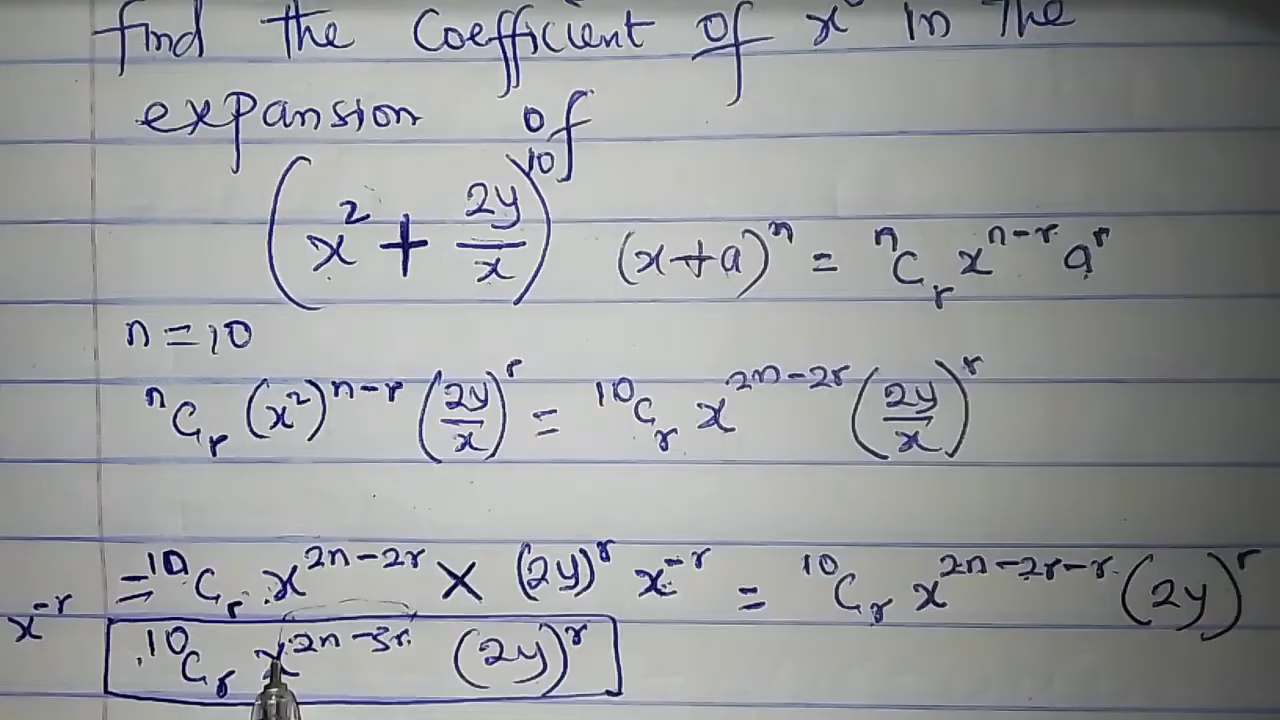 find the Coefficient of x in the
expansion of
(x² + 2y/x)¹⁰ (x+a)ⁿ = ⁿCᵣ xⁿ⁻ʳ aʳ
n = 10
ⁿCᵣ (x²)ⁿ⁻ʳ (2y/x)ʳ = ¹⁰Cᵣ x²ⁿ⁻²ʳ (2y/x)ʳ
= ¹⁰Cᵣ x²ⁿ⁻²ʳ × (2y)ʳ x⁻ʳ = ¹⁰Cᵣ x²ⁿ⁻²ʳ⁻ʳ (2y)ʳ
x⁻ʳ
¹⁰Cᵣ x²ⁿ⁻³ʳ (2y)ʳ